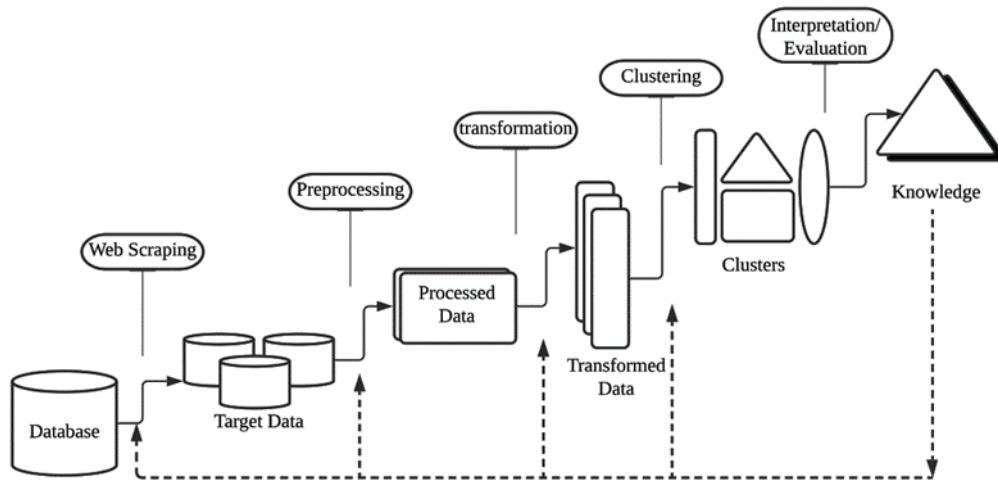 Interpretation/
Evaluation
Clustering
transformation
Preprocessing
Web Scraping
Knowledge
Clusters
Processed
Data
Transformed
Data
Target Data
Database